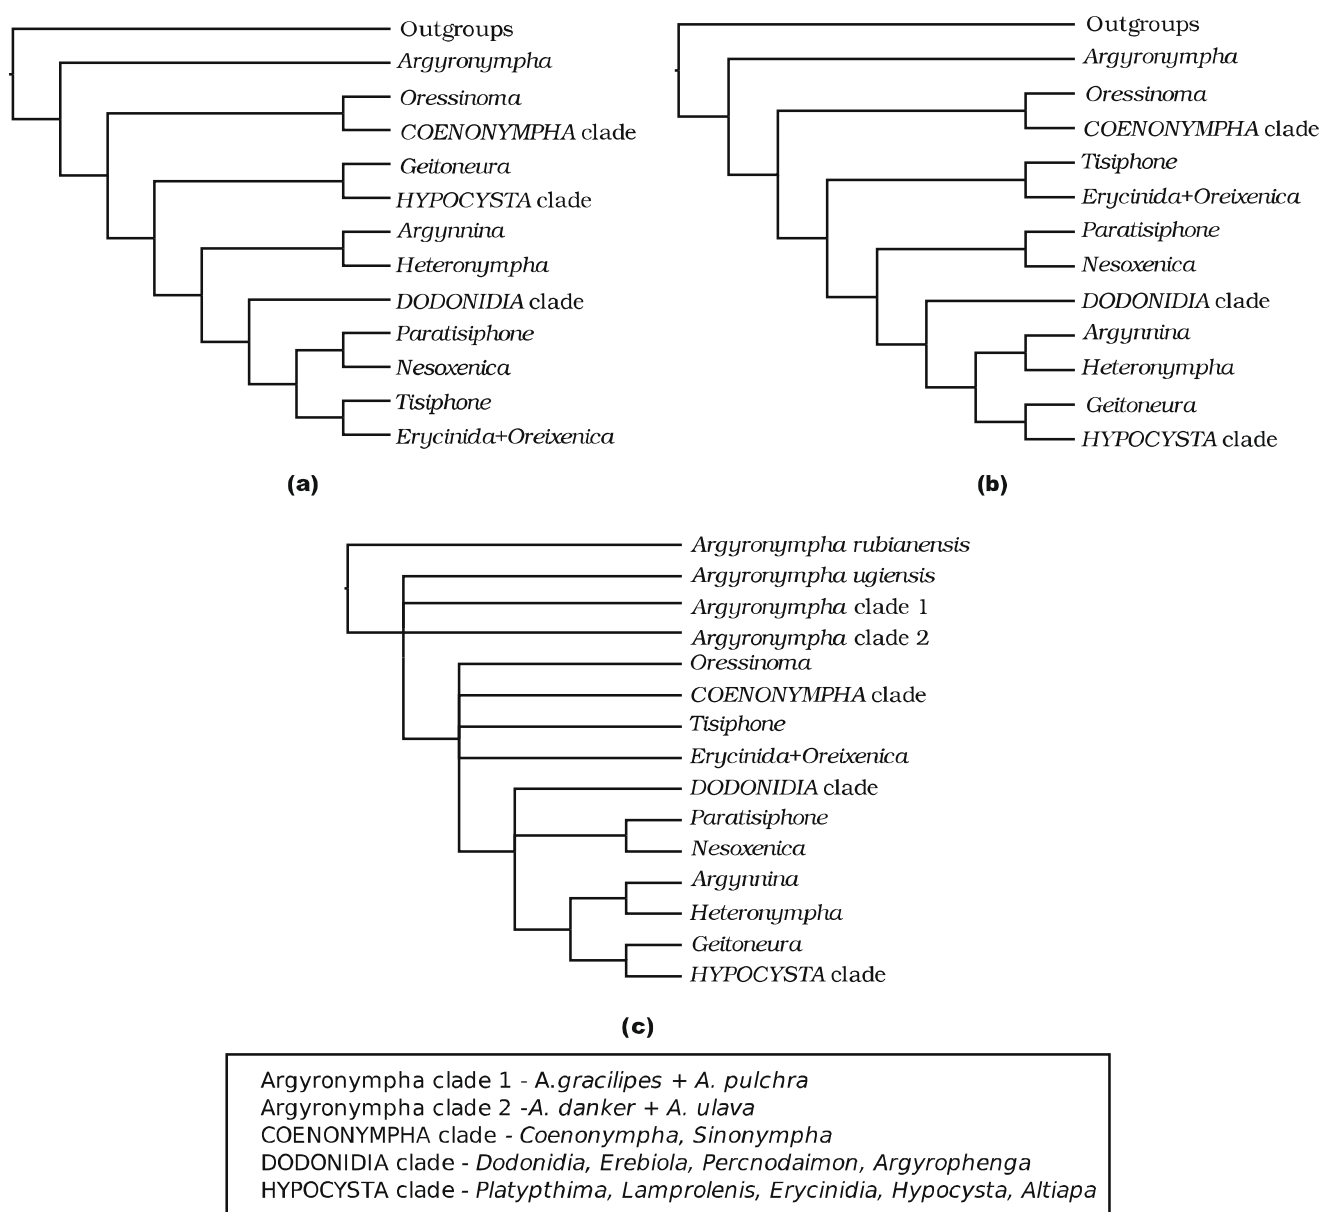 Outgroups
Argyronympha
Oressinoma
COENONYMPHA clade
Geitoneura
HYPOCYSTA clade
Argynnina
Heteronympha
DODONIDIA clade
Paratisiphone
Nesoxenica
Tisiphone
Erycinida+Oreixenica
(a)
Outgroups
Argyronympha
Oressinoma
COENONYMPHA clade
Tisiphone
Erycinida+Oreixenica
Paratisiphone
Nesoxenica
DODONIDIA clade
Argynnina
Heteronympha
Geitoneura
HYPOCYSTA clade
(b)
Argyronympha rubianensis
Argyronympha ugiensis
Argyronympha clade 1
Argyronympha clade 2
Oressinoma
COENONYMPHA clade
Tisiphone
Erycinida+Oreixenica
DODONIDIA clade
Paratisiphone
Nesoxenica
Argynnina
Heteronympha
Geitoneura
HYPOCYSTA clade
(c)
Argyronympha clade 1 - A.gracilipes + A. pulchra
Argyronympha clade 2 -A. danker + A. ulava
COENONYMPHA clade - Coenonympha, Sinonympha
DODONIDIA clade - Dodonidia, Erebiola, Percnodaimon, Argyrophenga
HYPOCYSTA clade - Platypthima, Lamprolenis, Erycinidia, Hypocysta, Altiapa